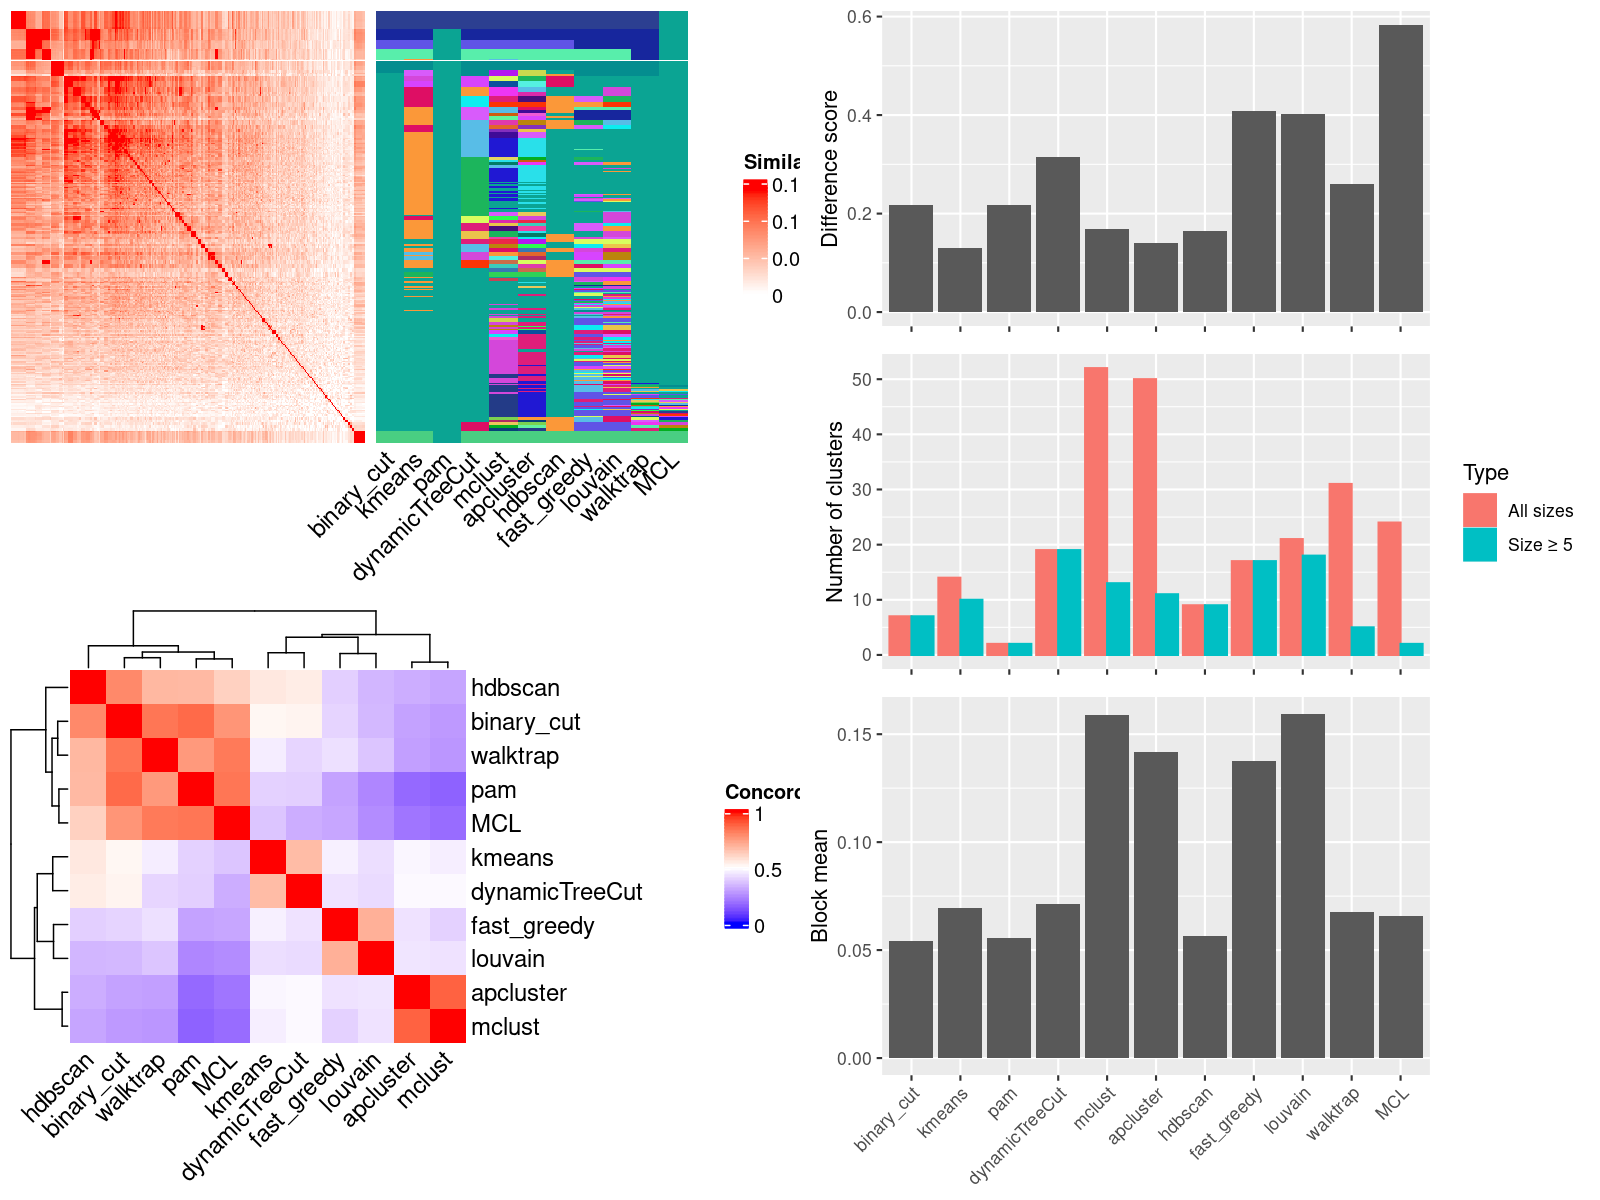 Simila
0.1
0.1
0.0
0
binary_cut
kmeans
pam
dynamicTreeCut
mclust
apcluster
hdbscan
fast_greedy
louvain
walktrap
MCL
hdbscan
binary_cut
walktrap
pam
MCL
kmeans
dynamicTreeCut
fast_greedy
louvain
apcluster
mclust
hdbscan
binary_cut
walktrap
pam
MCL
kmeans
dynamicTreeCut
fast_greedy
louvain
apcluster
mclust
Concord
1
0.5
0
Difference score
0.6
0.4
0.2
0.0
Number of clusters
50
40
30
20
10
0
Type
All sizes
Size ≥ 5
Block mean
0.15
0.10
0.05
0.00
binary_cut
kmeans
pam
dynamicTreeCut
mclust
apcluster
hdbscan
fast_greedy
louvain
walktrap
MCL